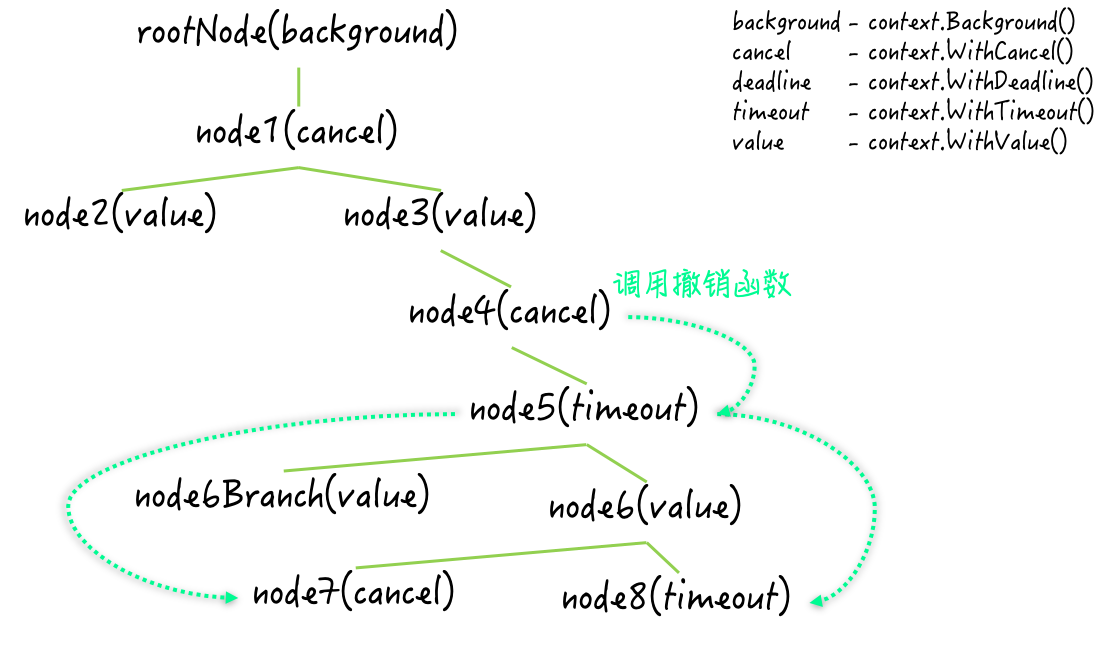 rootNode(background)
background - context.Background()
cancel - context.WithCancel()
deadline - context.WithDeadline()
timeout - context.WithTimeout()
value - context.WithValue()
node1(cancel)
node2(value)
node3(value)
调用撤销函数
node4(cancel)
node5(timeout)
node6Branch(value)
node6(value)
node7(cancel)
node8(timeout)